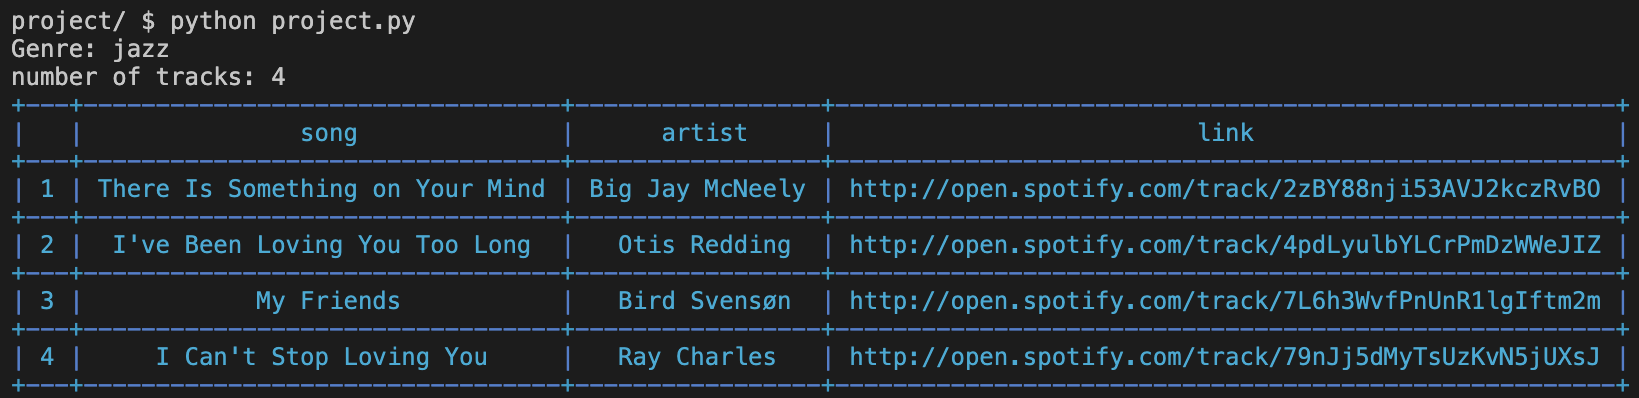 project/ $ python project.py
Genre: jazz
number of tracks: 4
+---+---------------------------------+-----------------+------------------------------------------------------+
|   |               song              |      artist     |                         link                         |
+---+---------------------------------+-----------------+------------------------------------------------------+
| 1 | There Is Something on Your Mind | Big Jay McNeely | http://open.spotify.com/track/2zBY88nji53AVJ2kczRvBO |
+---+---------------------------------+-----------------+------------------------------------------------------+
| 2 |  I've Been Loving You Too Long  |   Otis Redding  | http://open.spotify.com/track/4pdLyulbYLCrPmDzWWeJIZ |
+---+---------------------------------+-----------------+------------------------------------------------------+
| 3 |            My Friends           |   Bird Svensøn  | http://open.spotify.com/track/7L6h3WvfPnUnR1lgIftm2m |
+---+---------------------------------+-----------------+------------------------------------------------------+
| 4 |     I Can't Stop Loving You     |   Ray Charles   | http://open.spotify.com/track/79nJj5dMyTsUzKvN5jUXsJ |
+---+---------------------------------+-----------------+------------------------------------------------------+